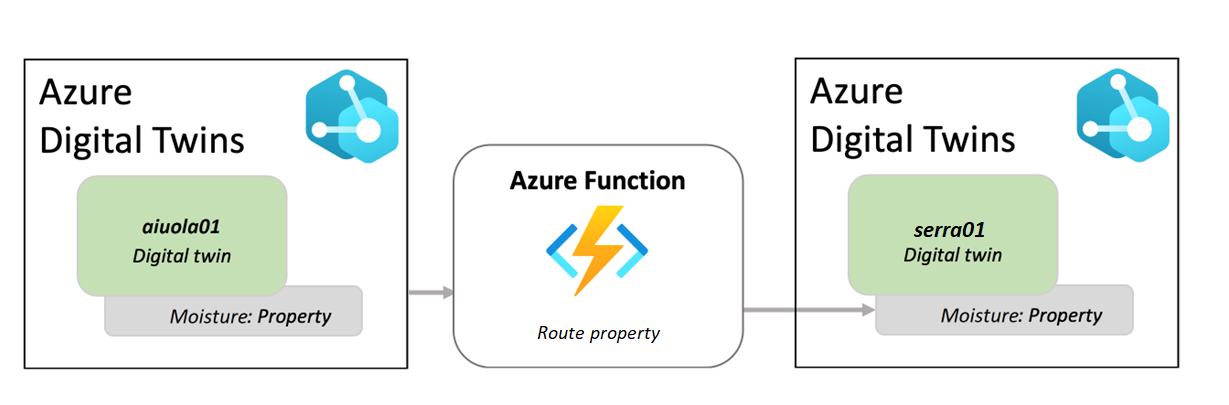 Azure
Digital Twins
aiuola01
Digital twin
Moisture: Property
Azure Function
Route property
Azure
Digital Twins
serra01
Digital twin
Moisture: Property